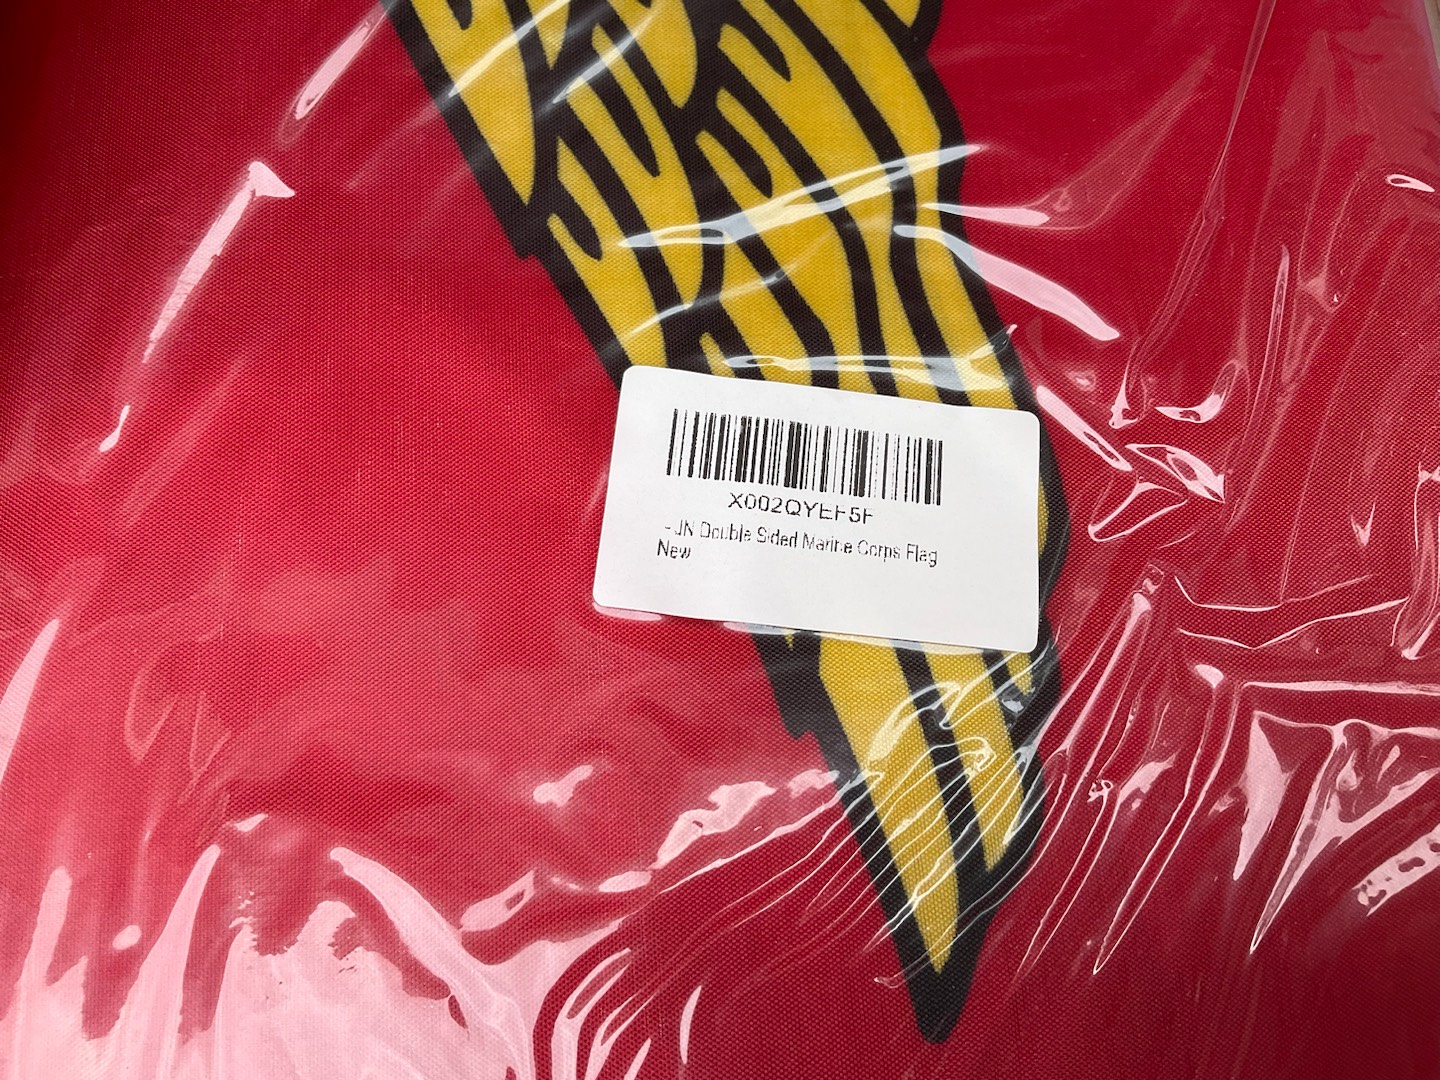 X002QYEF5F
- JN Double Sided Marine Corps Flag
New